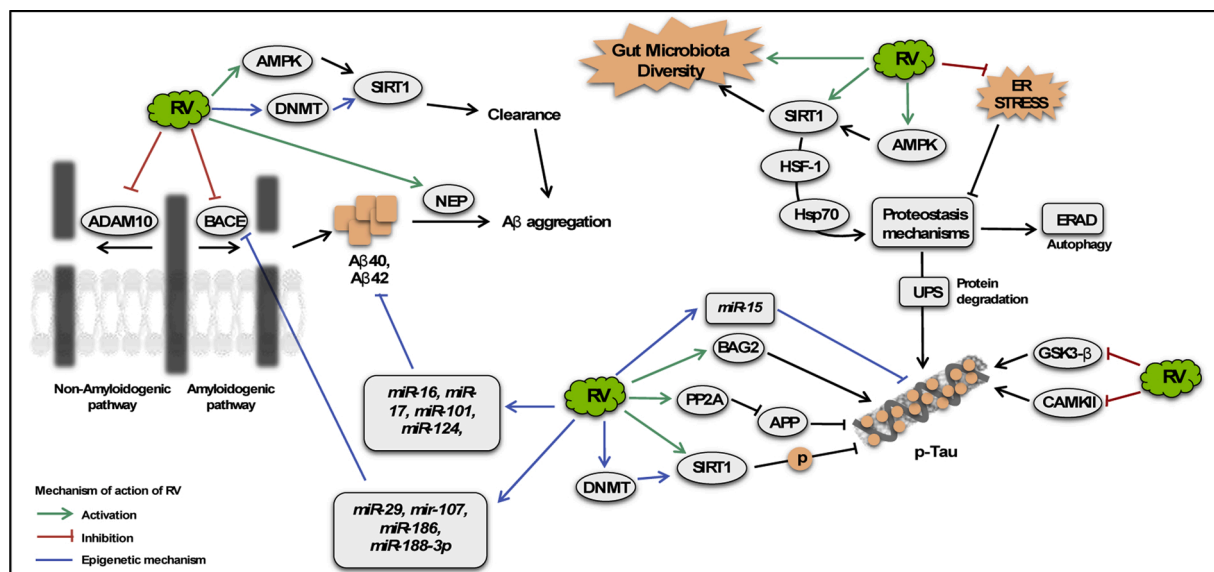 AMPK
RV
DNMT
SIRT1
Clearance
NEP
Aβ aggregation
ADAM10
BACE
Aβ40,
Aβ42
Non-Amyloidogenic
pathway
Amyloidogenic
pathway
Gut Microbiota
Diversity
RV
ER
STRESS
SIRT1
AMPK
HSF-1
Hsp70
Proteostasis
mechanisms
ERAD
Autophagy
UPS
Protein
degradation
miR-15
BAG2
RV
PP2A
APP
DNMT
SIRT1
p
p-Tau
GSK3-β
CAMKII
RV
miR-16, miR-
17, miR-101,
miR-124,
miR-29, mir-107,
miR-186,
miR-188-3p
Mechanism of action of RV
Activation
Inhibition
Epigenetic mechanism